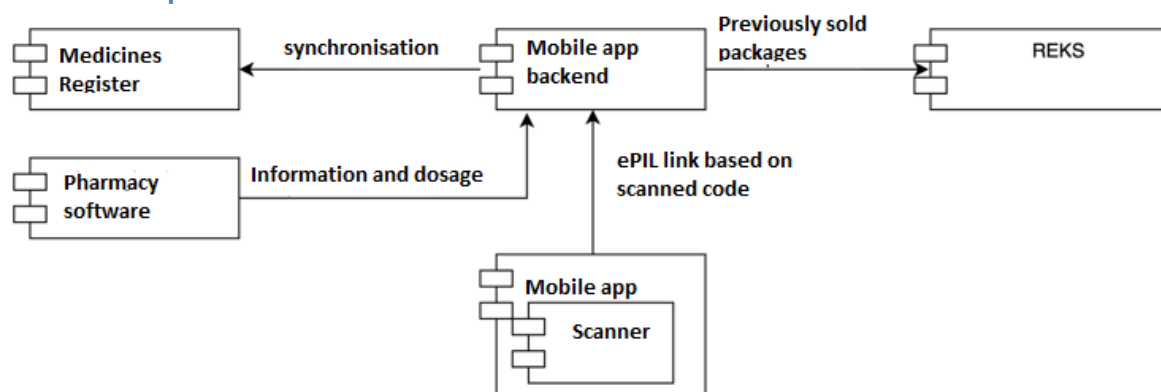 Medicines
Register
synchronisation
Mobile app
backend
Previously sold
packages
REKS
Pharmacy
software
Information and dosage
ePIL link based on
scanned code
Mobile app
Scanner